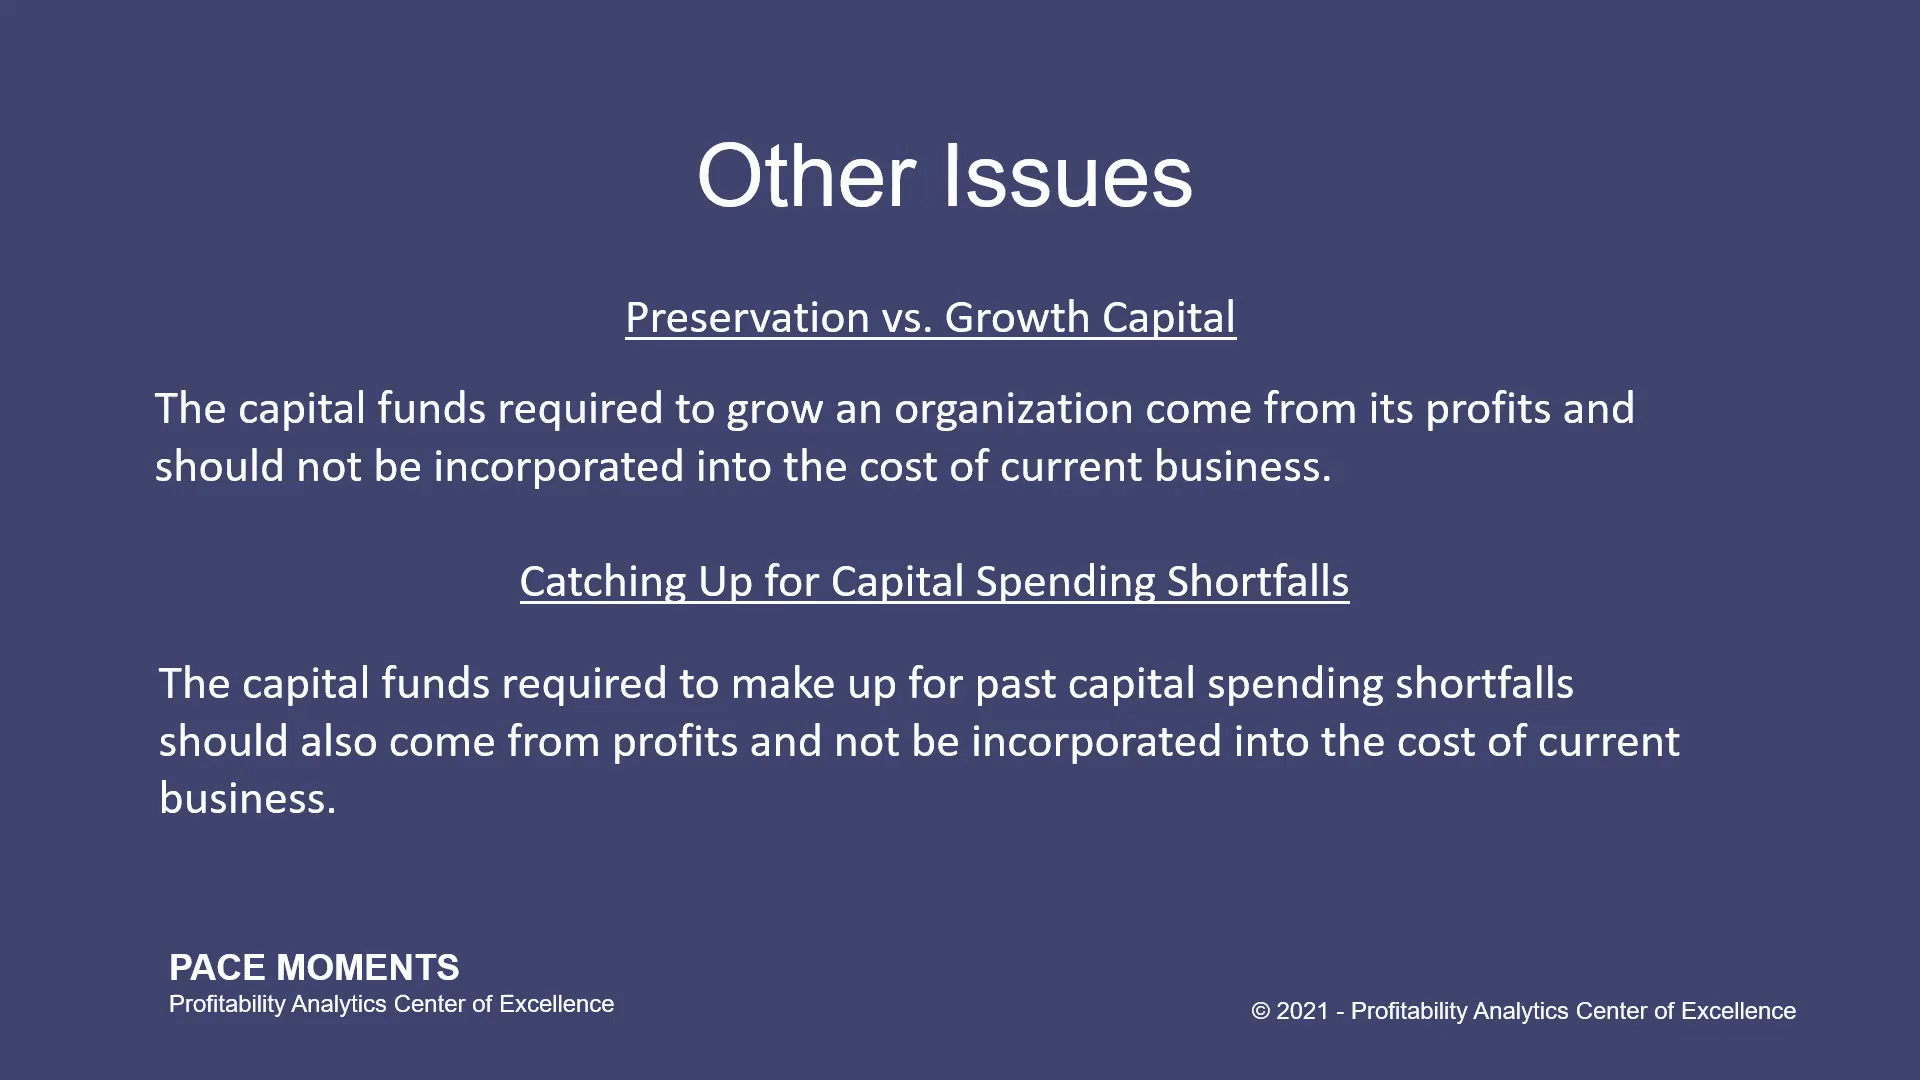 Other Issues
Preservation vs. Growth Capital
The capital funds required to grow an organization come from its profits and
should not be incorporated into the cost of current business.
Catching Up for Capital Spending Shortfalls
The capital funds required to make up for past capital spending shortfalls
should also come from profits and not be incorporated into the cost of current
business.
PACE MOMENTS
Profitability Analytics Center of Excellence
© 2021 - Profitability Analytics Center of Excellence